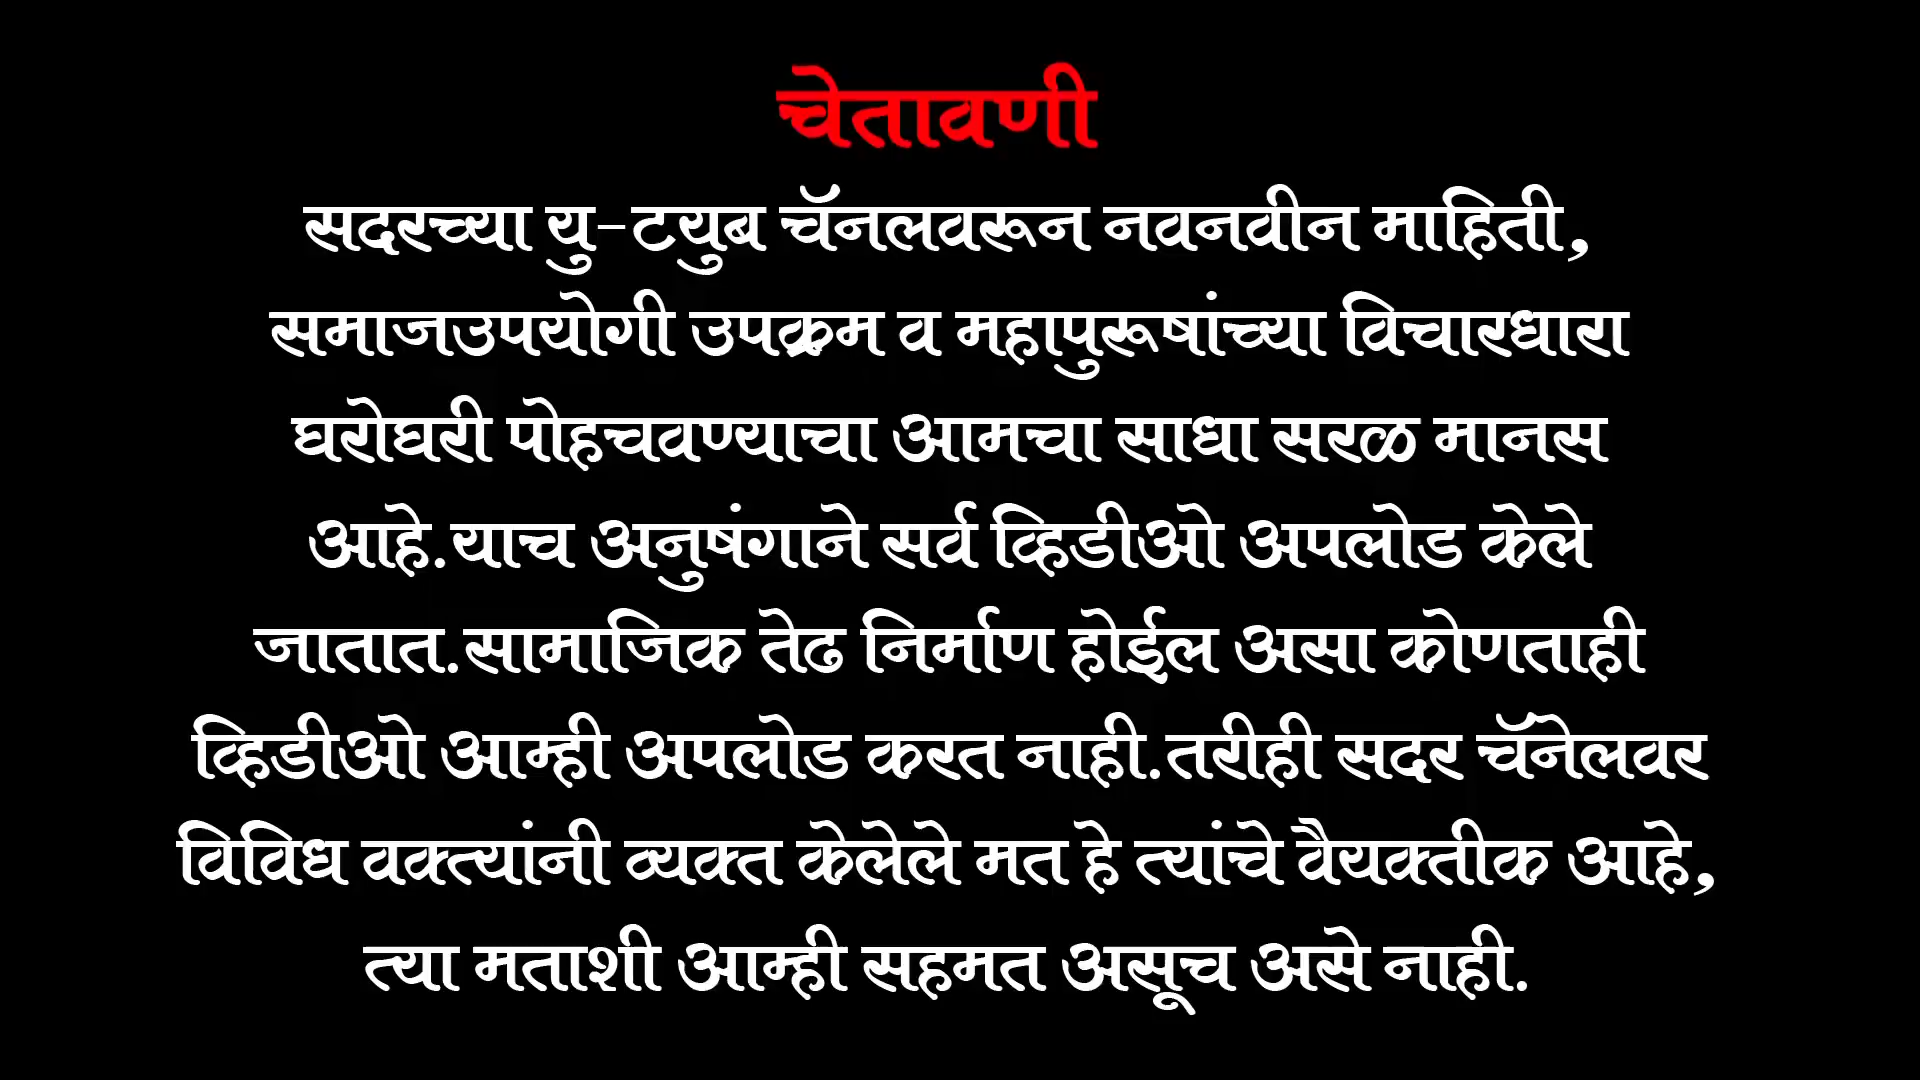 चेतावणी
सदरच्या यु-टयुब चॅनलवरून नवनवीन माहिती,
समाजउपयोगी उपक्रम व महापुरूषांच्या विचारधारा
घरोघरी पोहचवण्याचा आमचा साधा सरळ मानस
आहे.याच अनुषंगाने सर्व व्हिडीओ अपलोड केले
जातात.सामाजिक तेढ निर्माण होईल असा कोणताही
व्हिडीओ आम्ही अपलोड करत नाही.तरीही सदर चॅनेलवर
विविध वक्त्यांनी व्यक्त केलेले मत हे त्यांचे वैयक्तीक आहे,
त्या मताशी आम्ही सहमत असूच असे नाही.